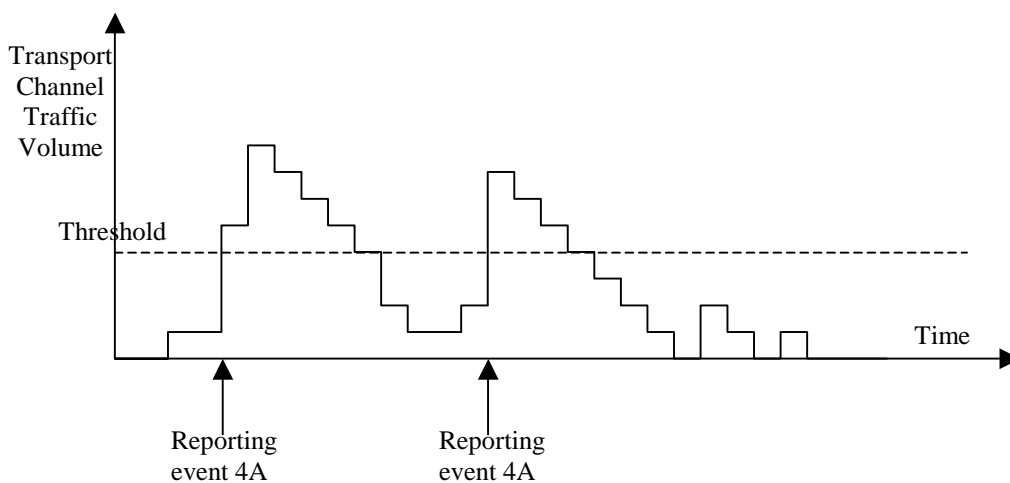 Transport
Channel
Traffic
Volume
Threshold
Time
Reporting
event 4A
Reporting
event 4A